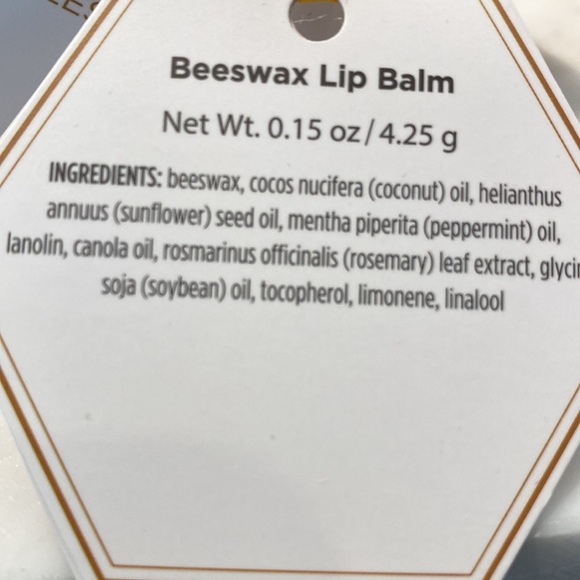 Beeswax Lip Balm
Net Wt. 0.15 oz / 4.25 g
INGREDIENTS: beeswax, cocos nucifera (coconut) oil, helianthus
annuus (sunflower) seed oil, mentha piperita (peppermint) oil,
lanolin, canola oil, rosmarinus officinalis (rosemary) leaf extract,
soja (soybean) oil, tocopherol, limonene, linalool